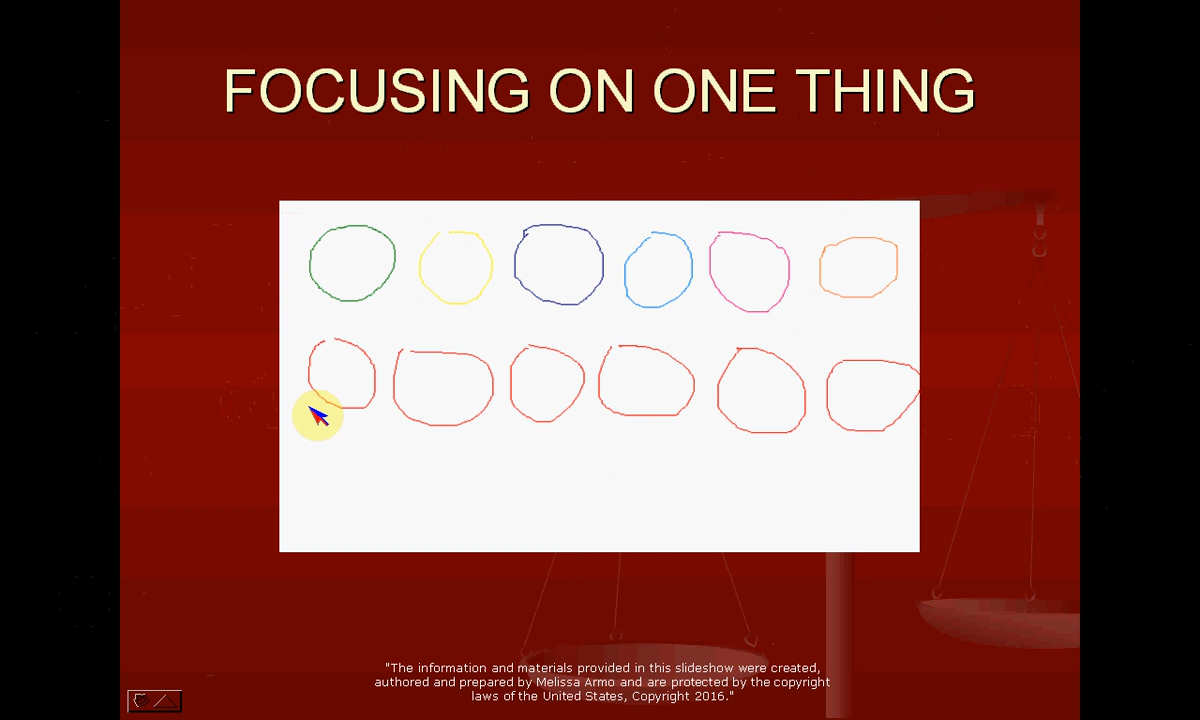 FOCUSING ON ONE THING
"The information and materials provided in this slideshow were created,
authored and prepared by Melissa Armo and are protected by the copyright
laws of the United States, Copyright 2016."